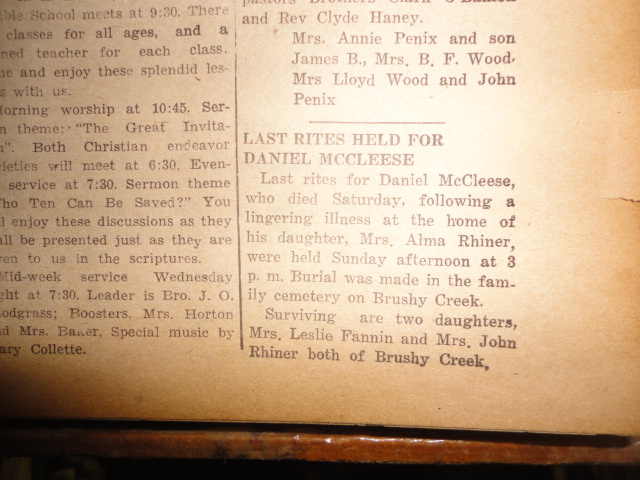 ible School meets at 9:30. There
classes for all ages, and a
ned teacher for each class.
e and enjoy these splendid les-
s with us.
orning worship at 10:45. Ser-
n theme: "The Great Invita-
n". Both Christian endeavor
ieties will meet at 6:30. Even-
service at 7:30. Sermon theme
ho Ten Can Be Saved?" You
l enjoy these discussions as they
all be presented just as they are
ven to us in the scriptures.
Mid-week service Wednesday
ght at 7:30. Leader is Bro. J. O.
odgrass; Boosters, Mrs. Horton
d Mrs. Baker, Special music by
ary Collette.
pastors Brothers Clark
and Rev Clyde Haney.
Mrs. Annie Penix and son
James B., Mrs. B. F. Wood,
Mrs Lloyd Wood and John
Penix
LAST RITES HELD FOR
DANIEL MCCLEESE
Last rites for Daniel McCleese,
who died Saturday, following a
lingering illness at the home of
his daughter, Mrs. Alma Rhiner,
were held Sunday afternoon at 3
p. m. Burial was made in the fam-
ily cemetery on Brushy Creek.
Surviving are two daughters,
Mrs. Leslie Fannin and Mrs. John
Rhiner both of Brushy Creek,